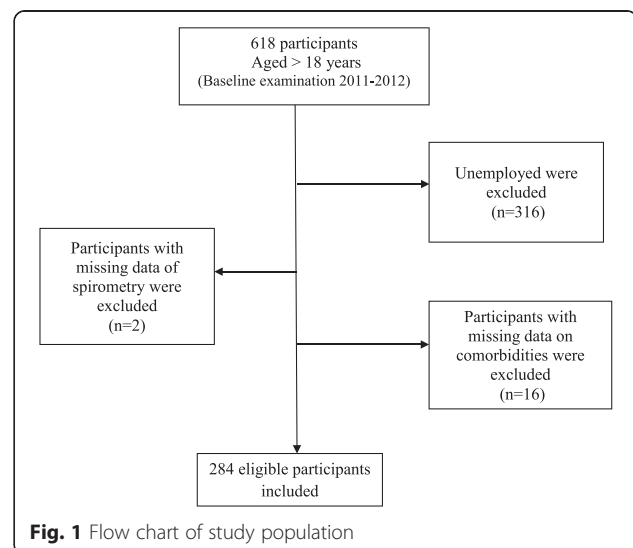 618 participants
Aged > 18 years
(Baseline examination 2011-2012)
Unemployed were
excluded
(n=316)
Participants with
missing data of
spirometry were
excluded
(n=2)
Participants with
missing data on
comorbidities were
excluded
(n=16)
284 eligible participants
included
Fig. 1 Flow chart of study population